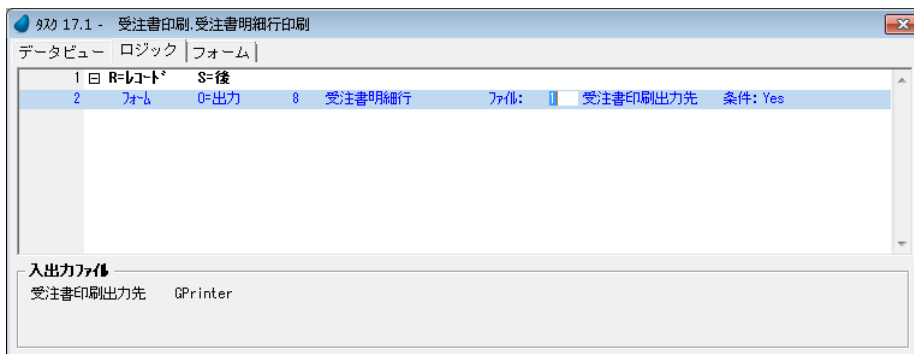 ﾀｽｸ 17.1 - 受注書印刷.受注書明細行印刷
データビュー ロジック フォーム
1 R=ﾚｺｰﾄﾞ S=後
2 ﾌｫｰﾑ O=出力 8 受注書明細行 ﾌｧｲﾙ: 1 受注書印刷出力先 条件: Yes
入出力ﾌｧｲﾙ
受注書印刷出力先 GPrinter